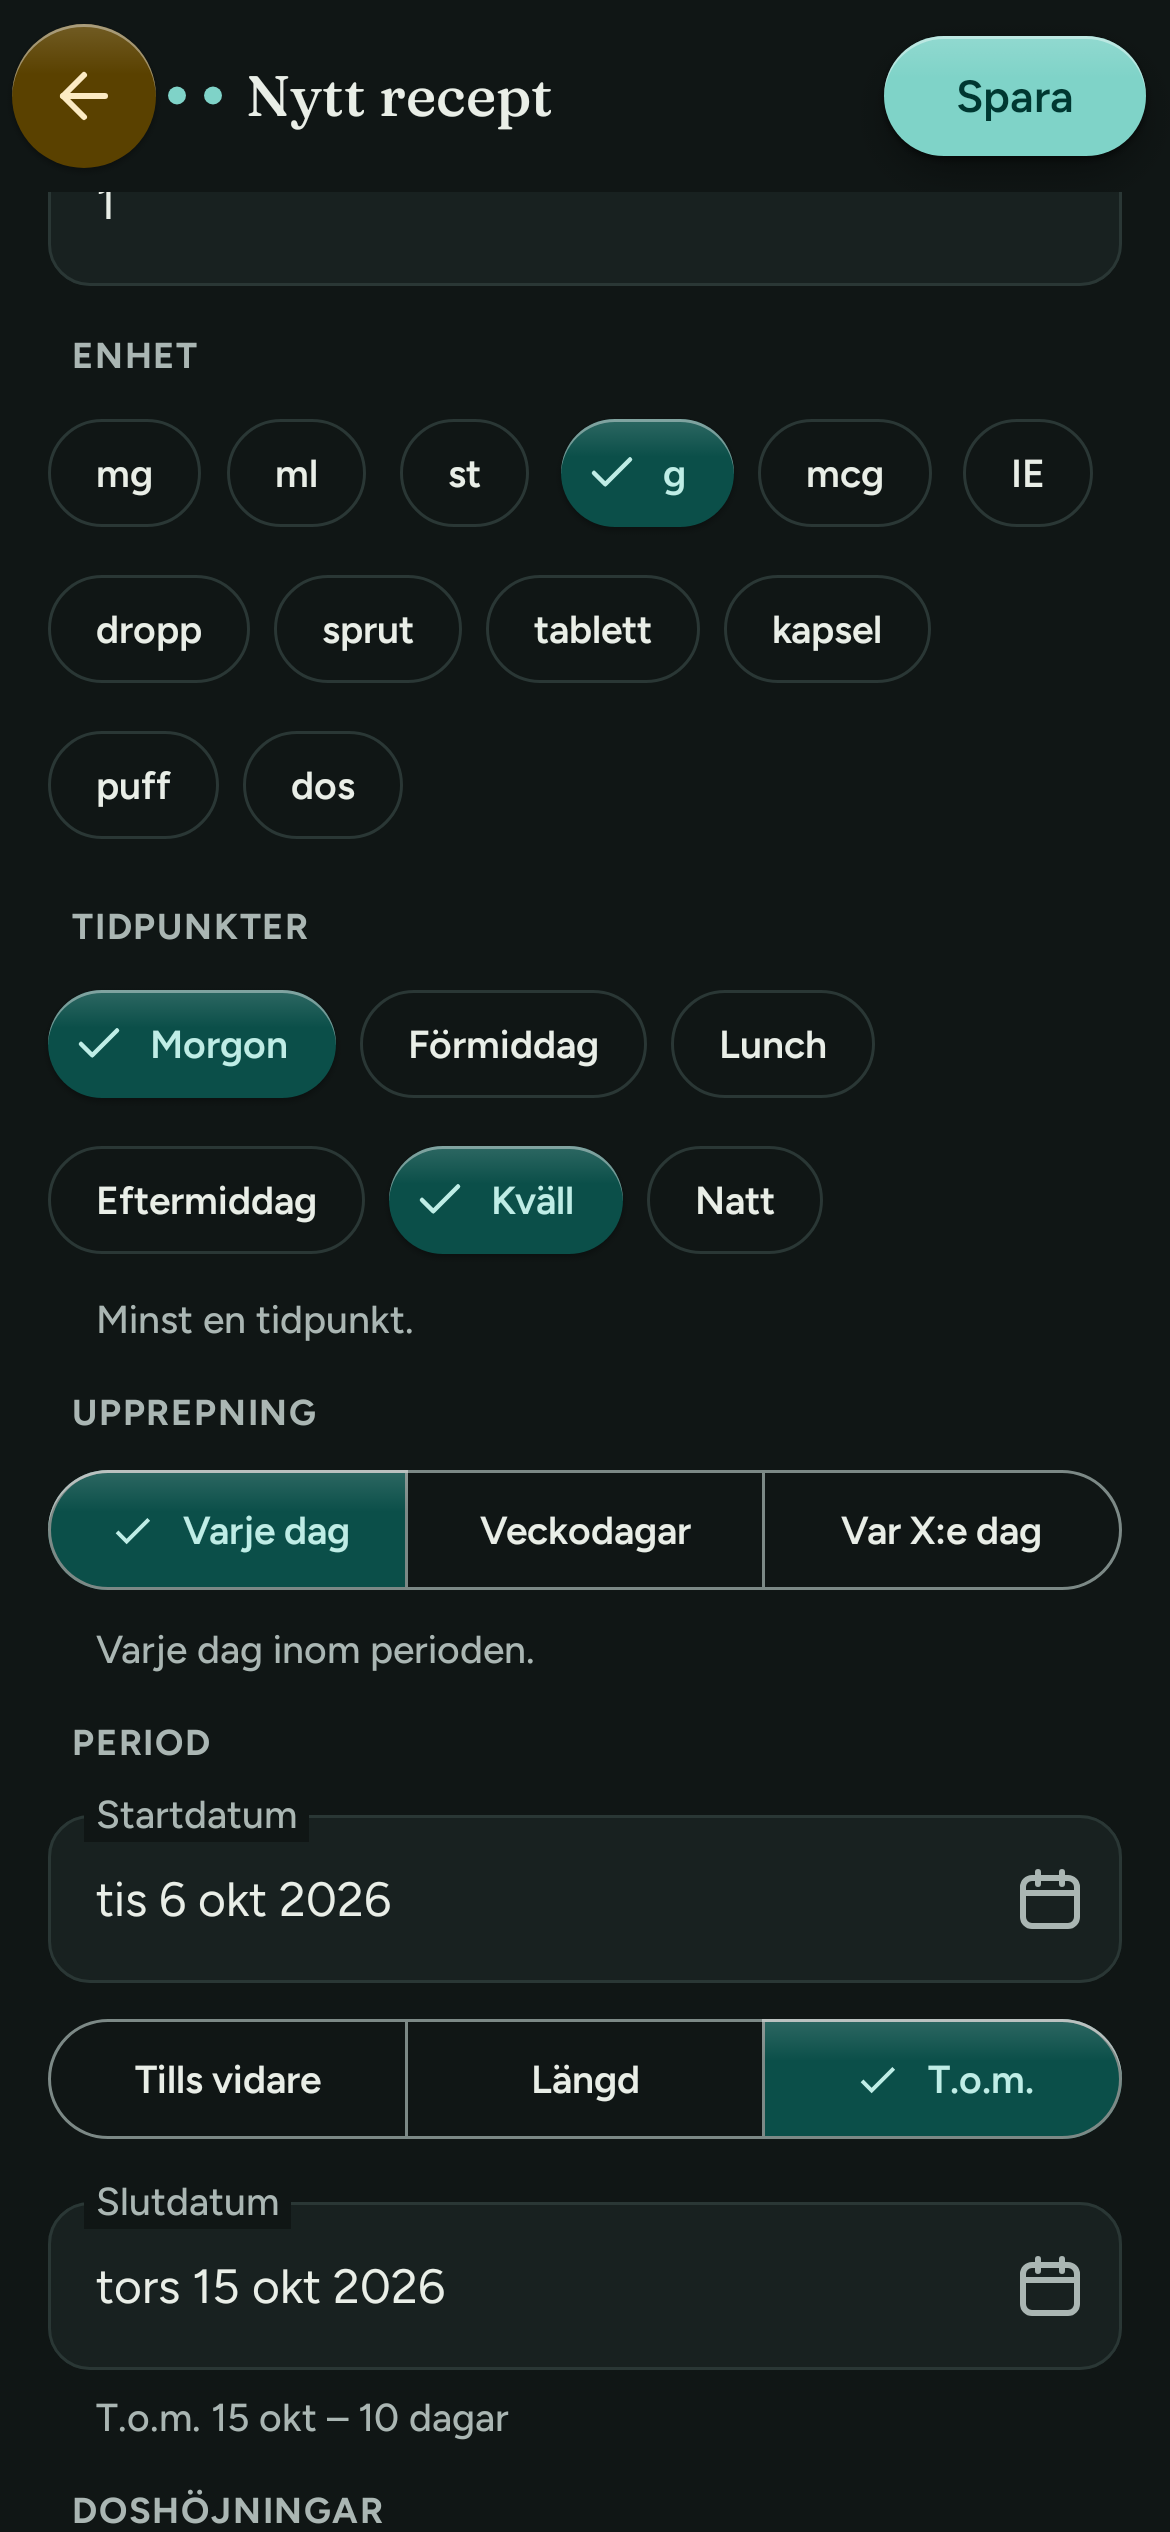 Nytt recept
Spara
1
ENHET
mg ml st g mcg IE
dropp sprut tablett kapsel
puff dos
TIDPUNKTER
Morgon Förmiddag Lunch
Eftermiddag Kväll Natt
Minst en tidpunkt.
UPPREPNING
Varje dag Veckodagar Var X:e dag
Varje dag inom perioden.
PERIOD
Startdatum
tis 6 okt 2026
Tills vidare Längd T.o.m.
Slutdatum
tors 15 okt 2026
T.o.m. 15 okt – 10 dagar
DOSHÖJNINGAR